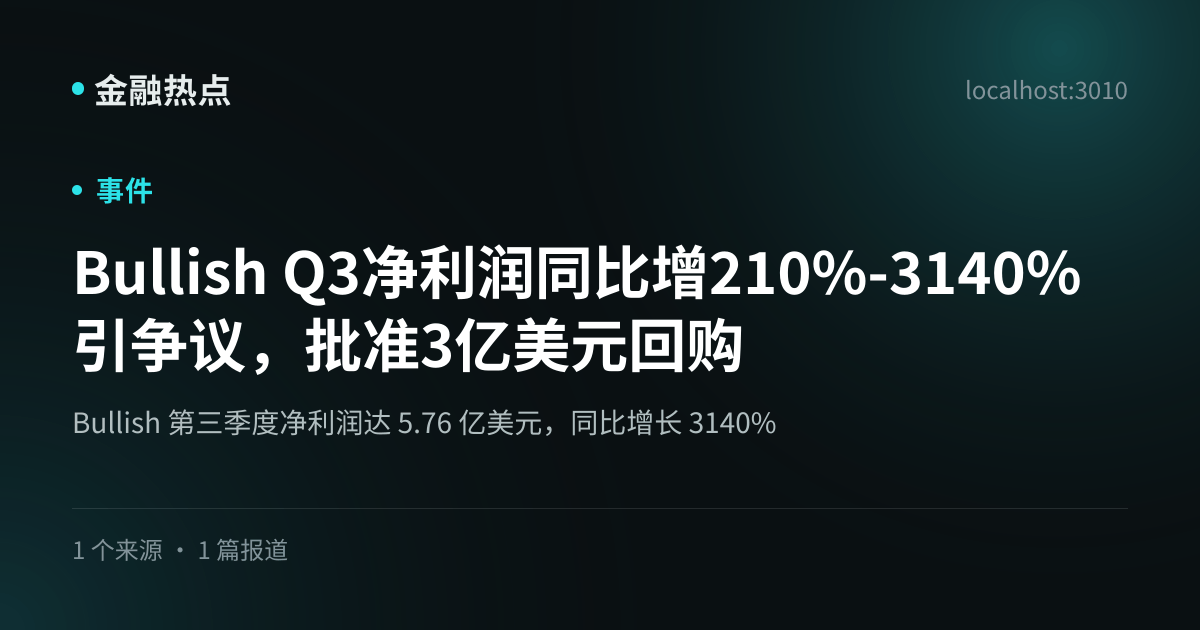 金融热点
localhost:3010
事件
Bullish Q3净利润同比增210%-3140%
引争议，批准3亿美元回购
Bullish 第三季度净利润达 5.76 亿美元，同比增长 3140%
1 个来源 · 1 篇报道